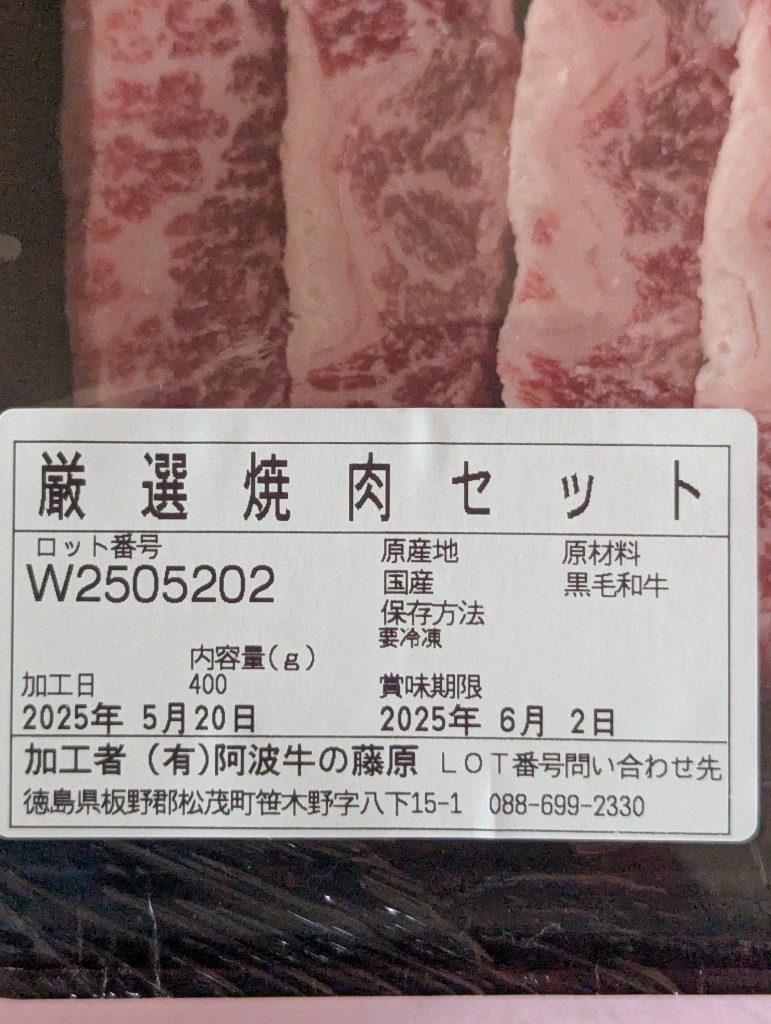 厳選焼肉セット
ロット番号 原産地 原材料
W2505202 国産 黒毛和牛
保存方法
要冷凍
内容量(g)
加工日 400 賞味期限
2025年 5月20日 2025年 6月 2日
加工者 (有)阿波牛の藤原 LOT番号問い合わせ先
徳島県板野郡松茂町笹木野字八下15-1 088-699-2330